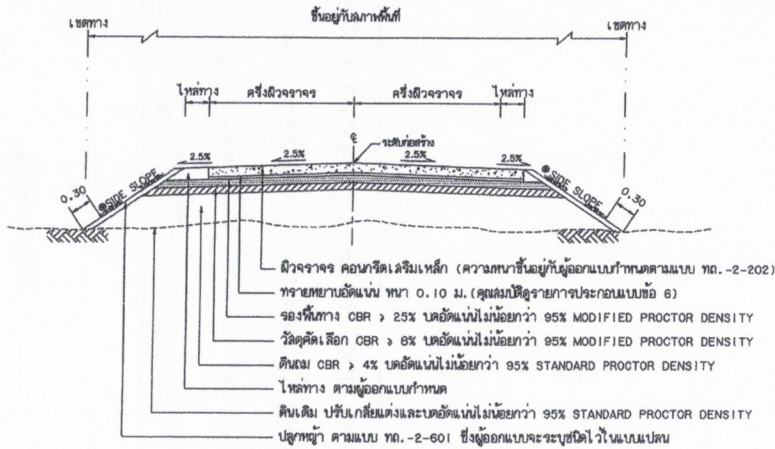 ขึ้นอยู่กับสภาพพื้นที่
เขตทาง
เขตทาง
ไหล่ทาง
ครึ่งผิวจราจร
ครึ่งผิวจราจร
ไหล่ทาง
℄
ระดับก่อสร้าง
2.5%
2.5%
2.5%
2.5%
0.30
SIDE SLOPE
SIDE SLOPE
0.30
ผิวจราจร คอนกรีตเสริมเหล็ก (ความหนาขึ้นอยู่กับผู้ออกแบบกำหนดตามแบบ ทถ.-2-202)
ทรายหยาบอัดแน่น หนา 0.10 ม.(คุณสมบัติดูรายการประกอบแบบข้อ 6)
รองพื้นทาง CBR > 25% บดอัดแน่นไม่น้อยกว่า 95% MODIFIED PROCTOR DENSITY
วัสดุคัดเลือก CBR > 8% บดอัดแน่นไม่น้อยกว่า 95% MODIFIED PROCTOR DENSITY
ดินถม CBR > 4% บดอัดแน่นไม่น้อยกว่า 95% STANDARD PROCTOR DENSITY
ไหล่ทาง ตามผู้ออกแบบกำหนด
ดินเดิม ปรับเกลี่ยแต่งและบดอัดแน่นไม่น้อยกว่า 95% STANDARD PROCTOR DENSITY
ปลูกหญ้า ตามแบบ ทถ.-2-601 ซึ่งผู้ออกแบบจะระบุชนิดไว้ในแบบแปลน